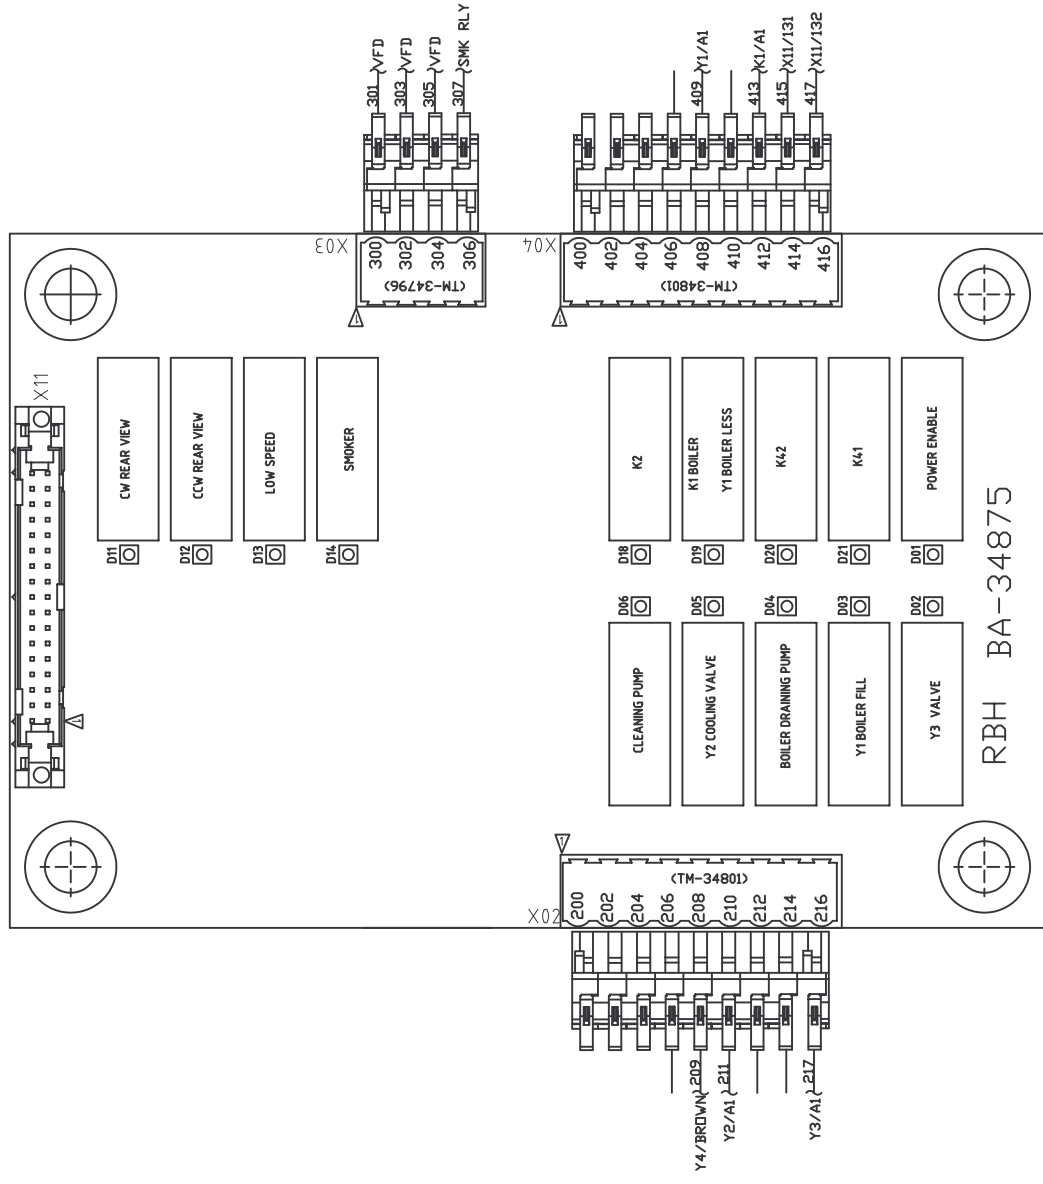 301 VFD
303 VFD
305 VFD
307 SMK RLY
409 Y1/A1
413 K1/A1
415 X11/131
417 X11/132
X03
300
302
304
306
(TM-34796)
1
X04
400
402
404
406
408
410
412
414
416
(TM-34801)
1
X11
1
CW REAR VIEW
CCW REAR VIEW
LOW SPEED
SMOKER
D11
D12
D13
D14
K2
K1 BOILER
Y1 BOILER LESS
K42
K41
POWER ENABLE
D18
D19
D20
D21
D01
D06
D05
D04
D03
D02
CLEANING PUMP
Y2 COOLING VALVE
BOILER DRAINING PUMP
Y1 BOILER FILL
Y3 VALVE
RBH BA-34875
1
(TM-34801)
X02
200
202
204
206
208
210
212
214
216
Y4/BROWN 209
Y2/A1 211
Y3/A1 217